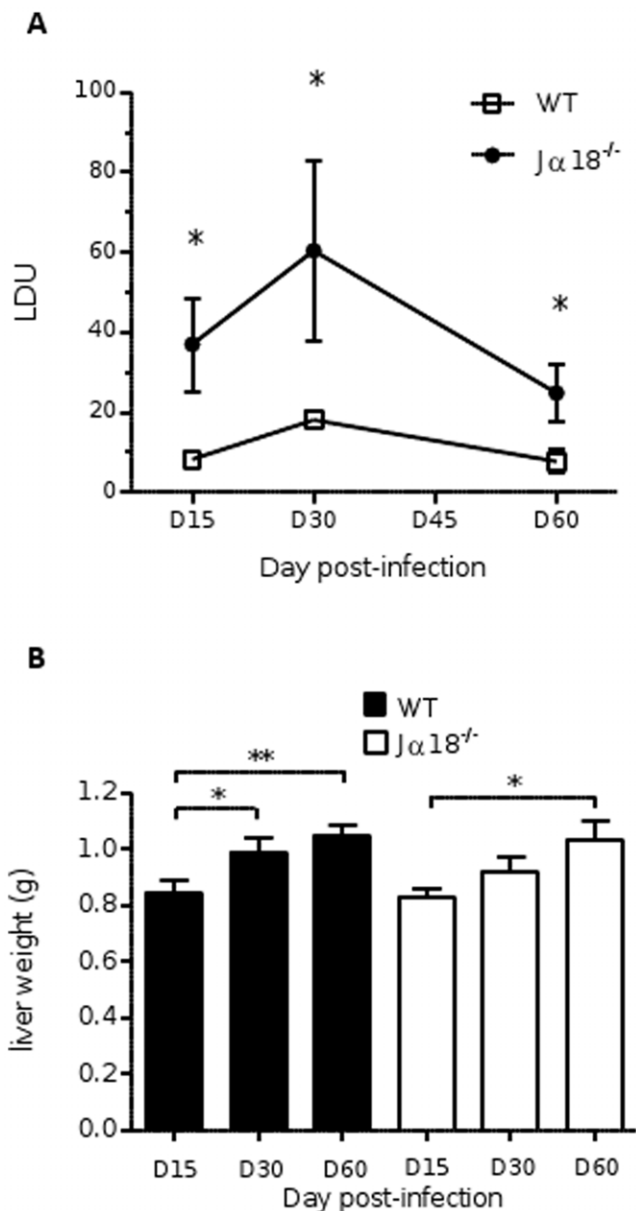 A
*
100
WT
Jα18-/-
80
*
60
*
LDU
40
20
0
D15 D30 D45 D60
Day post-infection
B
WT
Jα18-/-
**
*
*
1.2
1.0
0.8
0.6
0.4
0.2
0.0
liver weight (g)
D15 D30 D60 D15 D30 D60
Day post-infection